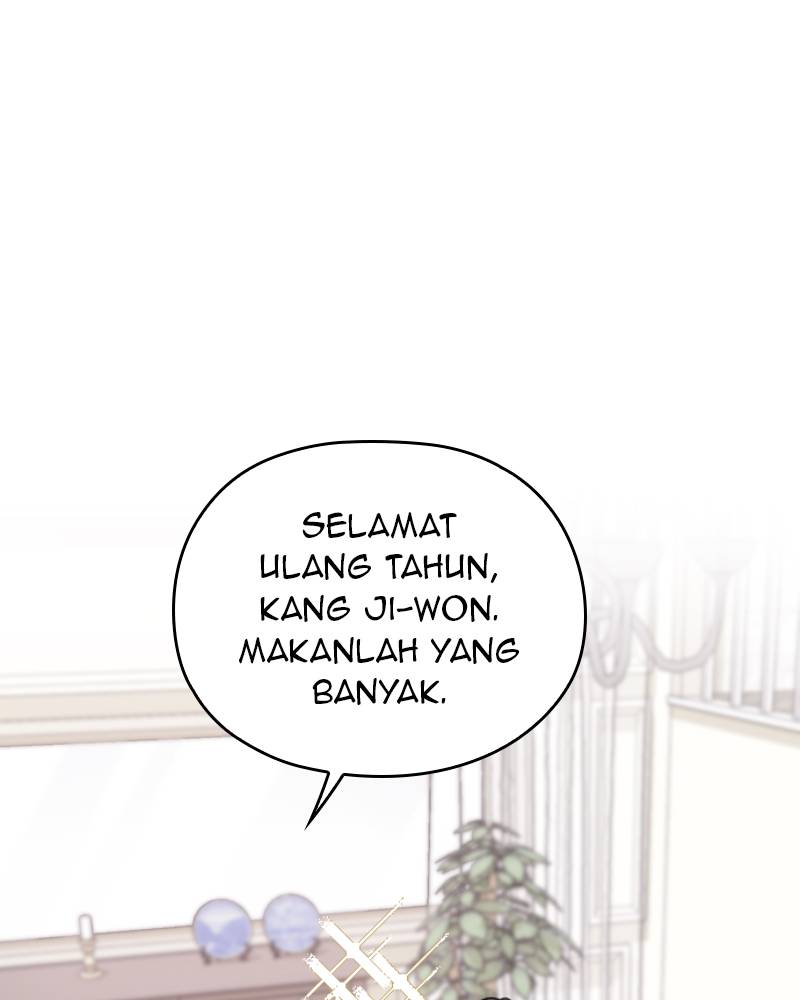 SELAMAT
ULANG TAHUN,
KANG JI-WON.
MAKANLAH YANG
BANYAK.